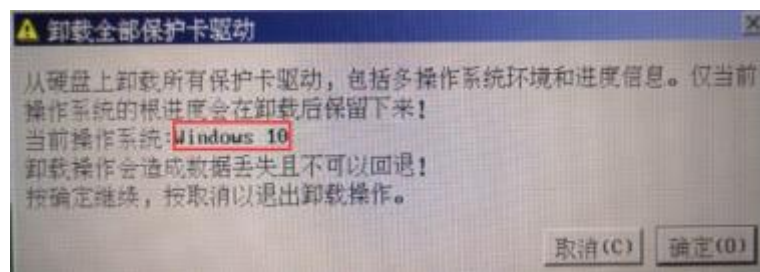 卸载全部保护卡驱动
从硬盘上卸载所有保护卡驱动，包括多操作系统环境和进度信息。仅当前
操作系统的根进度会在卸载后保留下来！
当前操作系统:Windows 10
卸载操作会造成数据丢失且不可以回退！
按确定继续，按取消以退出卸载操作。
取消(C) 确定(O)